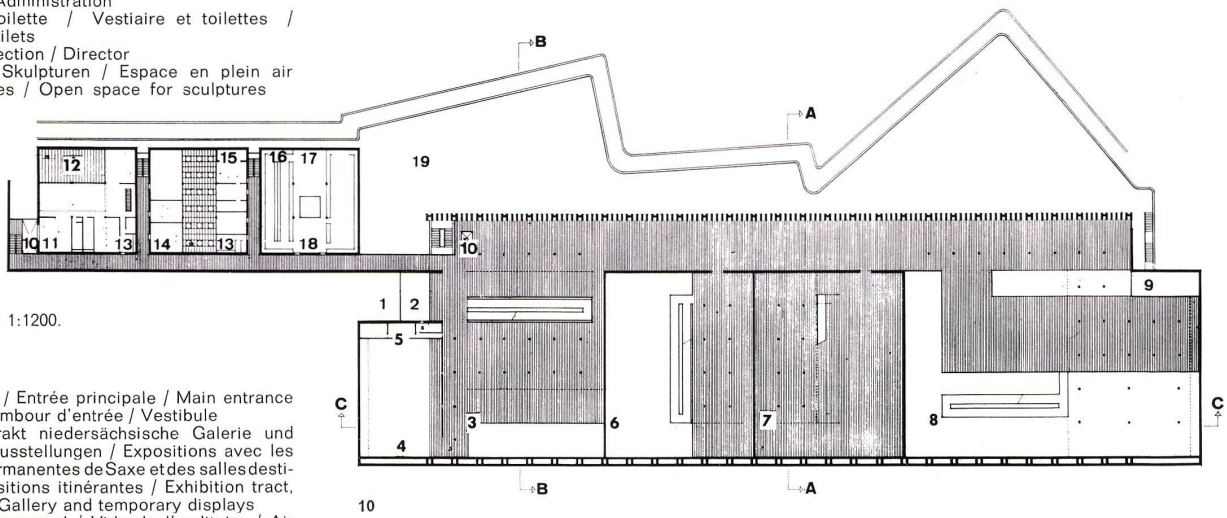 Administration
oilette / Vestiaire et toilettes /
ilets
ection / Director
Skulpturen / Espace en plein air
es / Open space for sculptures
B
A
19
12
15
16
17
10
11
13
14
13
18
10
1
2
9
1:1200.
5
/ Entrée principale / Main entrance
mbour d'entrée / Vestibule
C
C
3
6
7
8
4
rakt niedersächsische Galerie und
usstellungen / Expositions avec les
rmanentes de Saxe et des salles desti-
sitions itinérantes / Exhibition tract,
Gallery and temporary displays
B
A
10